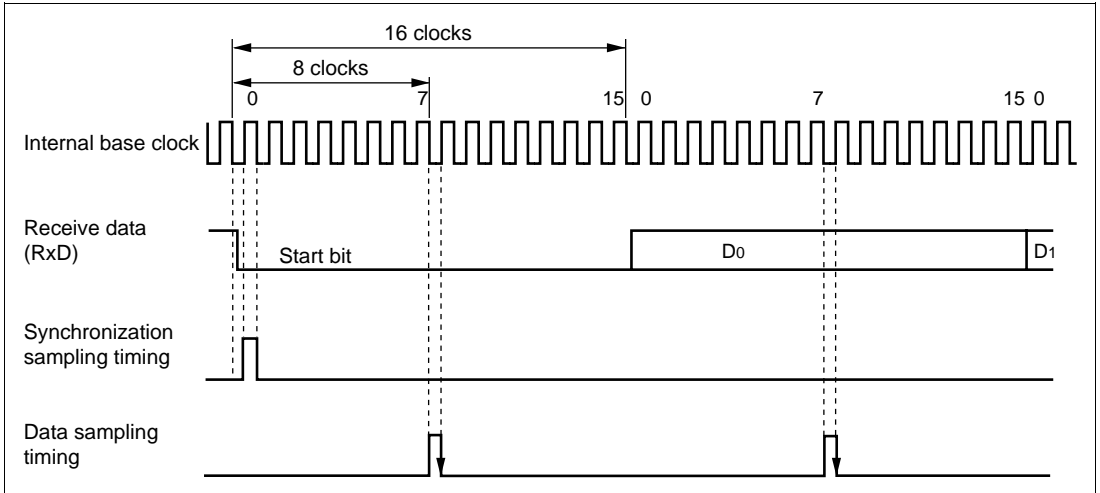 16 clocks
8 clocks
0 7 15 0 7 15 0
Internal base clock
Receive data
(RxD)
Start bit D0 D1
Synchronization
sampling timing
Data sampling
timing